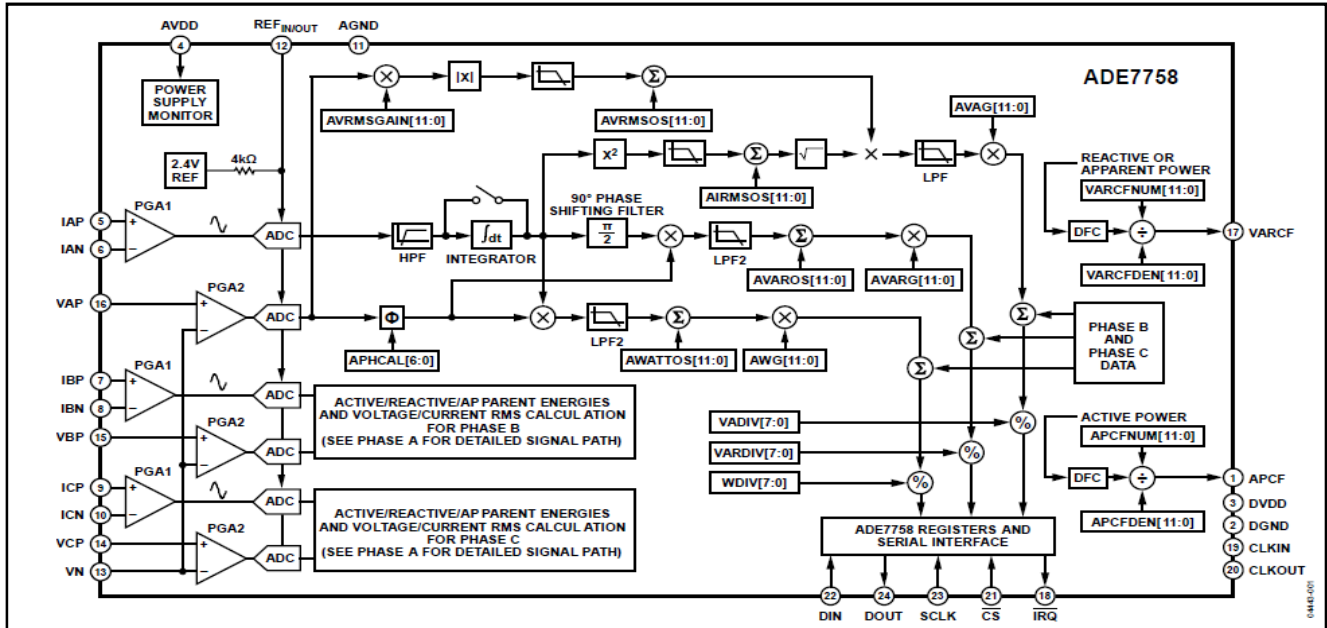 AVDD
REF IN/OUT
AGND
4
12
11
ADE7758
POWER
SUPPLY
MONITOR
|X|
Σ
AVRMSGAIN[11:0]
AVRMSOS[11:0]
AVAG[11:0]
2.4V
REF
4kΩ
X²
Σ
√
LPF
AIRMSOS[11:0]
REACTIVE OR
APPARENT POWER
VARCFNUM[11:0]
DFC
÷
17
VARCF
VARCFDEN[11:0]
IAP
5
+
PGA1
IAN
6
−
ADC
HPF
∫dt
INTEGRATOR
90° PHASE
SHIFTING FILTER
π
2
LPF2
Σ
AVAROS[11:0]
AVARG[11:0]
VAP
16
+
PGA2
−
ADC
Φ
APHCAL[6:0]
LPF2
Σ
AWATTOS[11:0]
AWG[11:0]
Σ
Σ
Σ
PHASE B
AND
PHASE C
DATA
IBP
7
+
PGA1
IBN
8
−
ADC
VBP
15
+
PGA2
−
ADC
ACTIVE/REACTIVE/APPARENT ENERGIES
AND VOLTAGE/CURRENT RMS CALCULATION
FOR PHASE B
(SEE PHASE A FOR DETAILED SIGNAL PATH)
VADIV[7:0]
%
VARDIV[7:0]
%
WDIV[7:0]
%
ACTIVE POWER
APCFNUM[11:0]
DFC
÷
1
APCF
APCFDEN[11:0]
3
DVDD
2
DGND
19
CLKIN
20
CLKOUT
ICP
9
+
PGA1
ICN
10
−
ADC
VCP
14
+
PGA2
VN
13
−
ADC
ACTIVE/REACTIVE/APPARENT ENERGIES
AND VOLTAGE/CURRENT RMS CALCULATION
FOR PHASE C
(SEE PHASE A FOR DETAILED SIGNAL PATH)
ADE7758 REGISTERS AND
SERIAL INTERFACE
22
24
23
21
18
DIN
DOUT
SCLK
CS
IRQ
04443-001